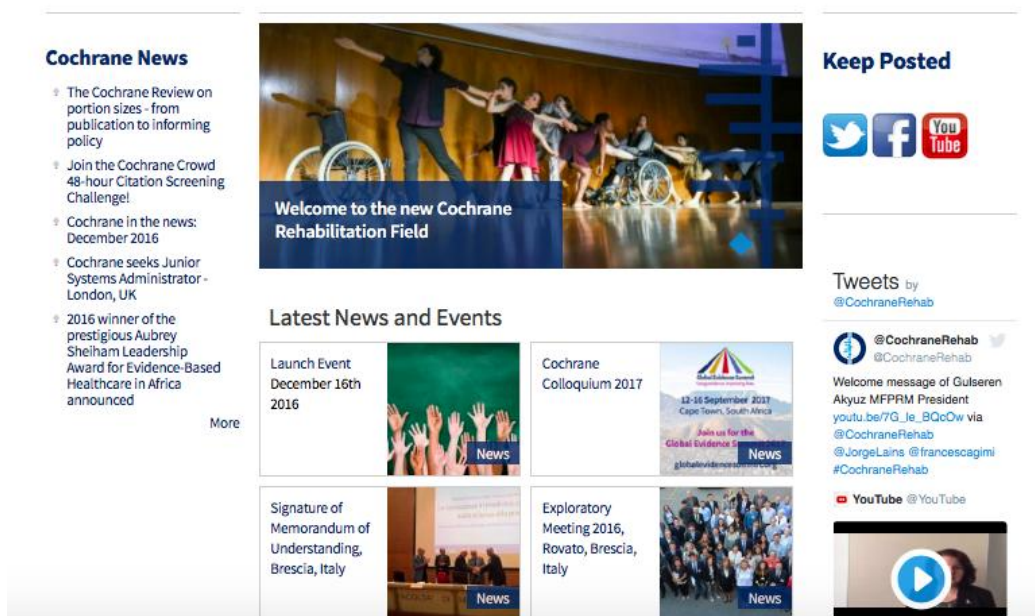 Cochrane News
The Cochrane Review on
portion sizes - from
publication to informing
policy
Join the Cochrane Crowd
48-hour Citation Screening
Challenge!
Cochrane in the news:
December 2016
Cochrane seeks Junior
Systems Administrator -
London, UK
2016 winner of the
prestigious Aubrey
Sheiham Leadership
Award for Evidence-Based
Healthcare in Africa
announced
More
Welcome to the new Cochrane
Rehabilitation Field
Latest News and Events
Launch Event
December 16th
2016
News
Cochrane
Colloquium 2017
Global Evidence Summit
12-16 September 2017
Cape Town, South Africa
Join us for the
Global Evidence
News
Signature of
Memorandum of
Understanding,
Brescia, Italy
News
Exploratory
Meeting 2016,
Rovato, Brescia,
Italy
News
Keep Posted
You
Tube
Tweets by
@CochraneRehab
@CochraneRehab
@CochraneRehab
Welcome message of Gulseren
Akyuz MFPRM President
youtu.be/7G_le_BQcOw via
@CochraneRehab
@JorgeLains @francescagimi
#CochraneRehab
YouTube @YouTube